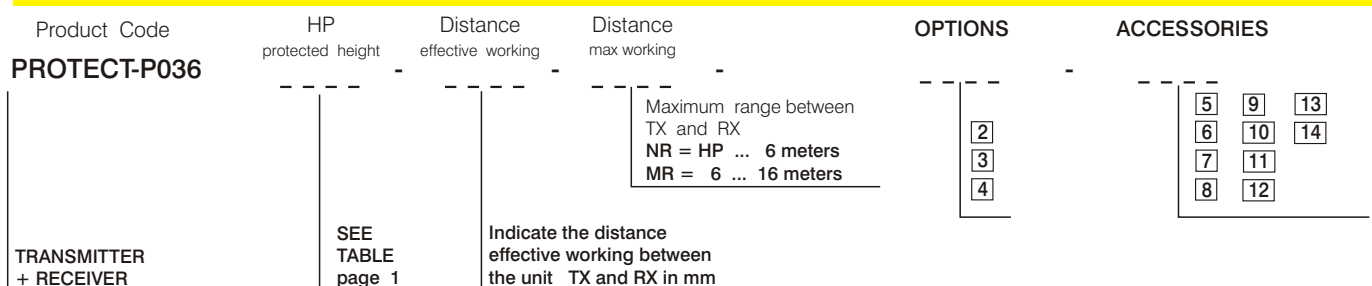 Product Code
HP
protected height
Distance
effective working
Distance
max working
OPTIONS
ACCESSORIES
PROTECT-P036
_ _ _ _ - _ _ _ _ - _ _ _ _ - _ _ _ _ - _ _ _ _
Maximum range between
TX and RX
NR = HP ... 6 meters
MR = 6 ... 16 meters
2
3
4
5 9 13
6 10 14
7 11
8 12
TRANSMITTER
+ RECEIVER
SEE
TABLE
page 1
Indicate the distance
effective working between
the unit TX and RX in mm